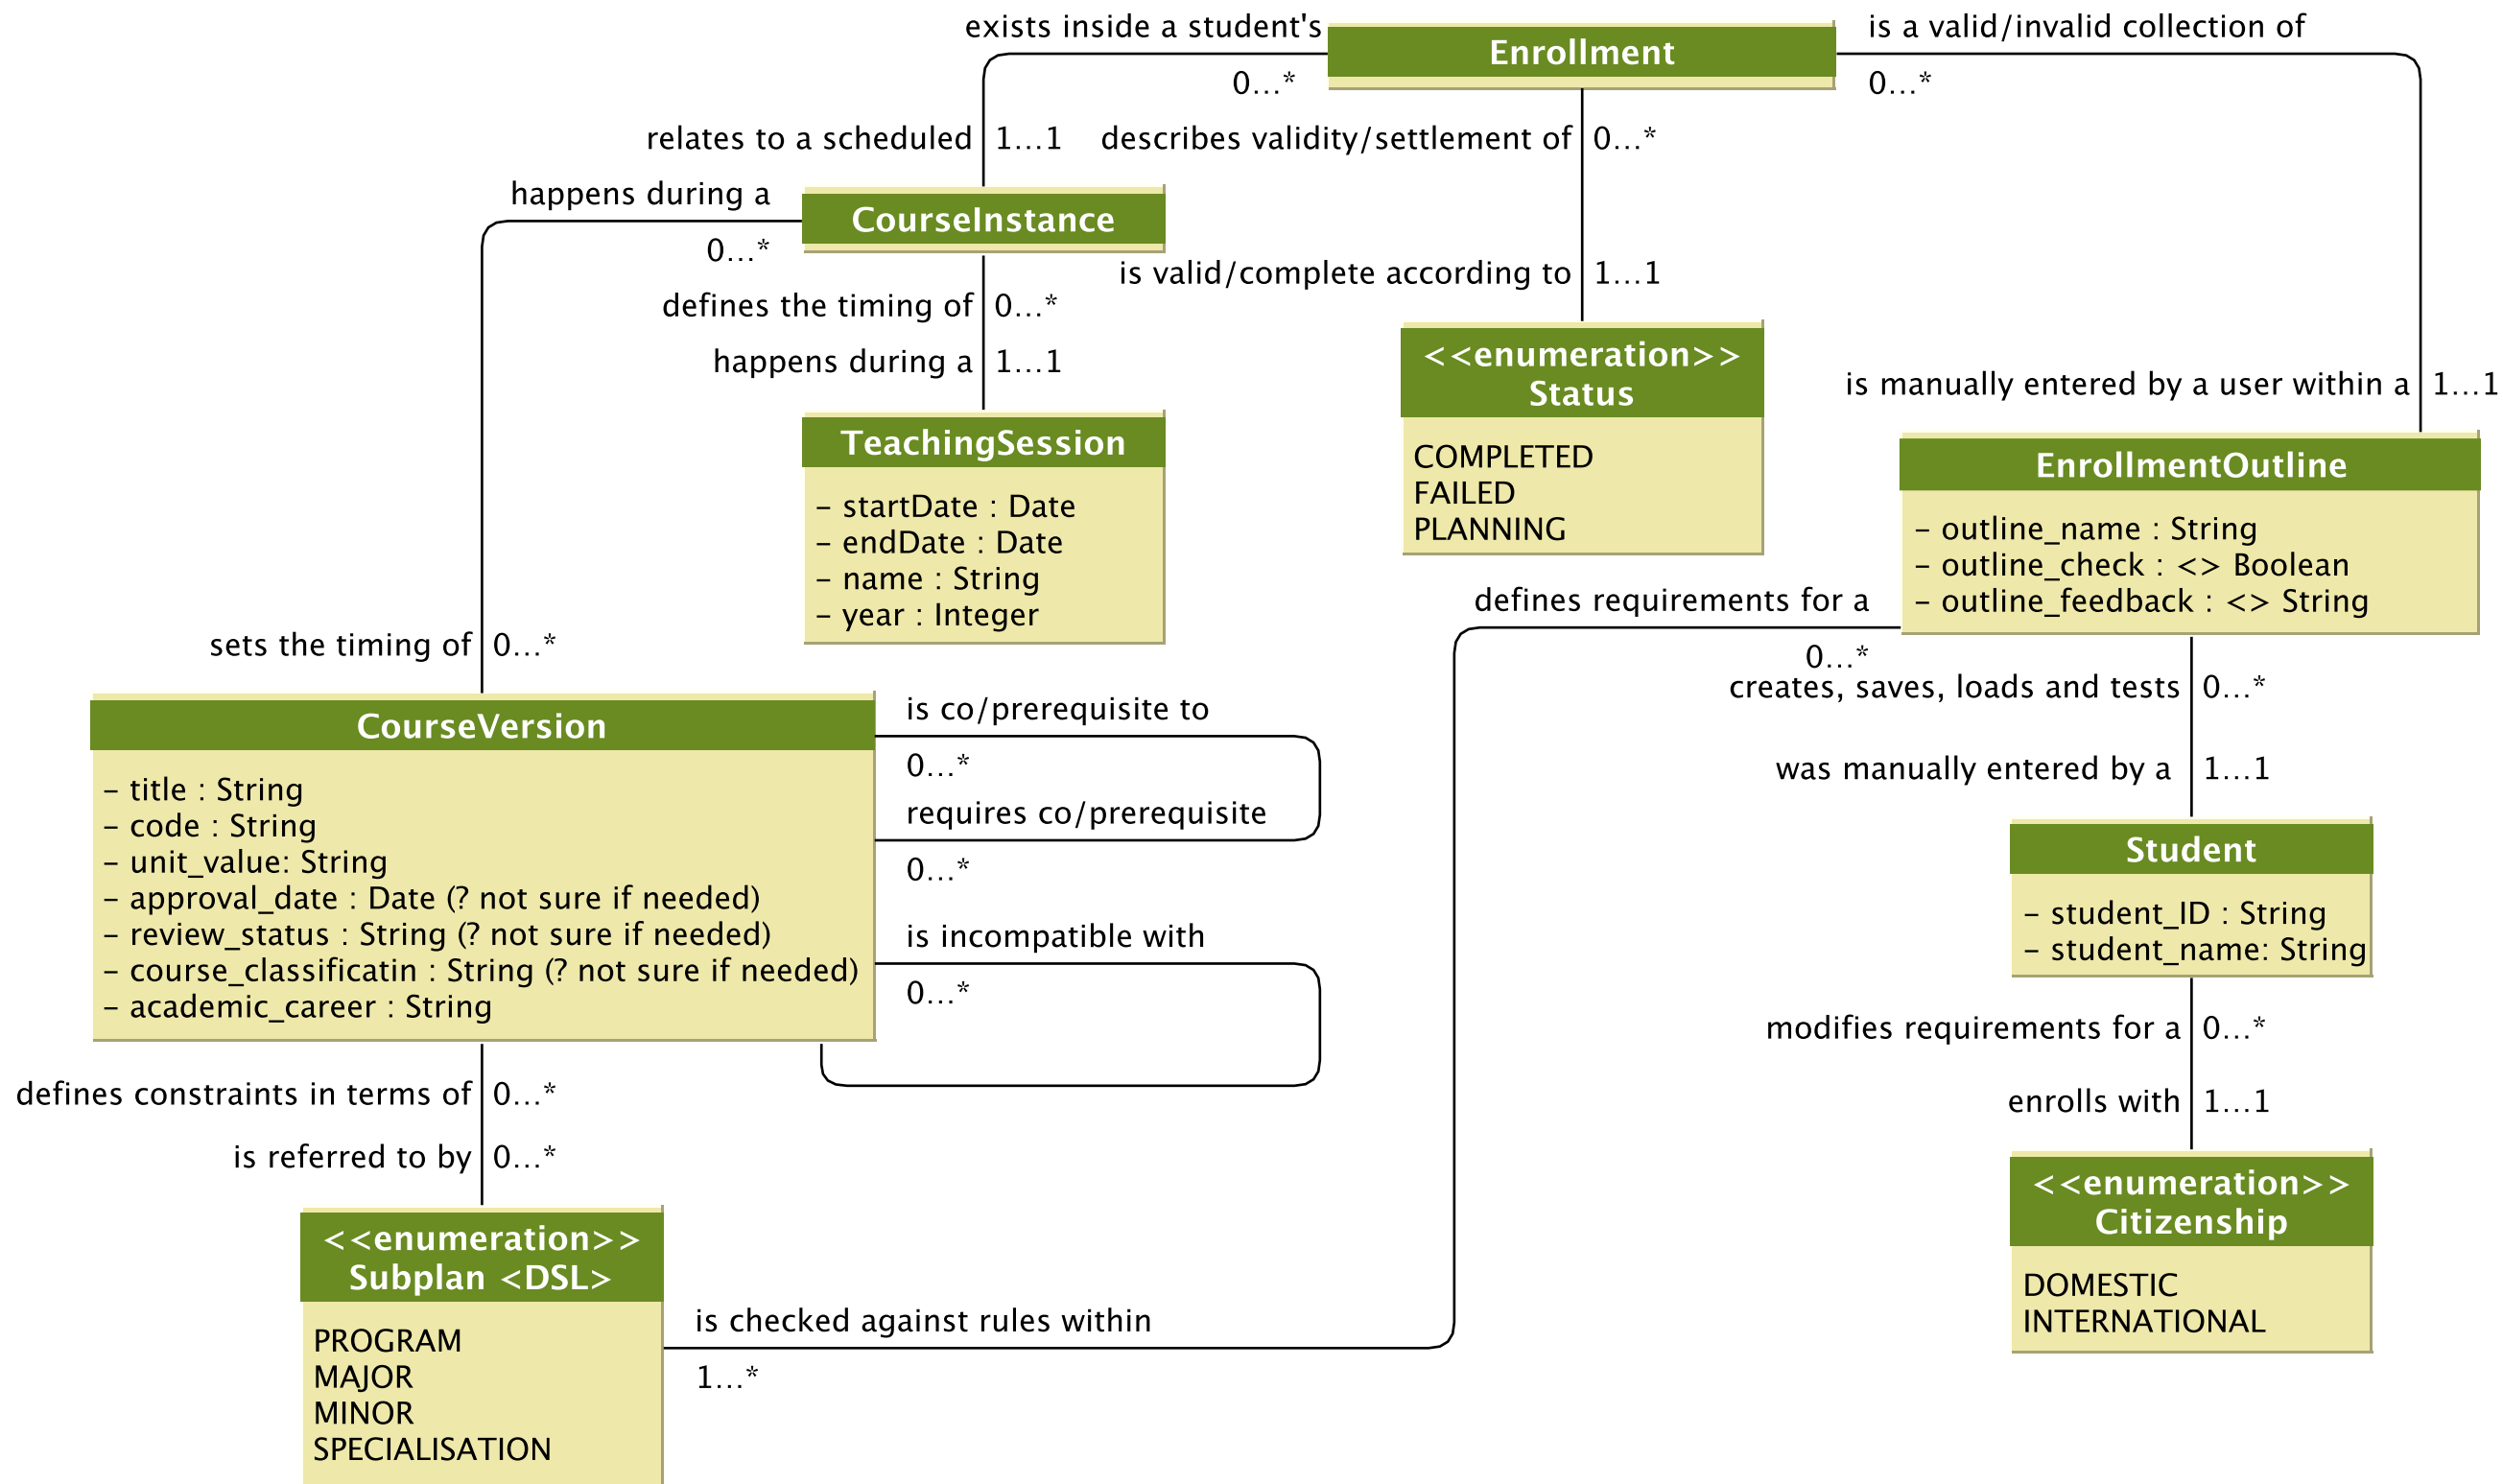 exists inside a student's
Enrollment
is a valid/invalid collection of
0...*
0...*
relates to a scheduled
1...1
describes validity/settlement of
0...*
happens during a
CourseInstance
0...*
is valid/complete according to
1...1
defines the timing of
0...*
happens during a
1...1
<<enumeration>>
Status
COMPLETED
FAILED
PLANNING
is manually entered by a user within a
1...1
TeachingSession
- startDate : Date
- endDate : Date
- name : String
- year : Integer
EnrollmentOutline
- outline_name : String
- outline_check : <> Boolean
- outline_feedback : <> String
defines requirements for a
0...*
sets the timing of
0...*
creates, saves, loads and tests
0...*
was manually entered by a
1...1
CourseVersion
- title : String
- code : String
- unit_value: String
- approval_date : Date (? not sure if needed)
- review_status : String (? not sure if needed)
- course_classificatin : String (? not sure if needed)
- academic_career : String
is co/prerequisite to
0...*
requires co/prerequisite
0...*
is incompatible with
0...*
Student
- student_ID : String
- student_name: String
modifies requirements for a
0...*
enrolls with
1...1
defines constraints in terms of
0...*
is referred to by
0...*
<<enumeration>>
Citizenship
DOMESTIC
INTERNATIONAL
<<enumeration>>
Subplan <DSL>
PROGRAM
MAJOR
MINOR
SPECIALISATION
is checked against rules within
1...*